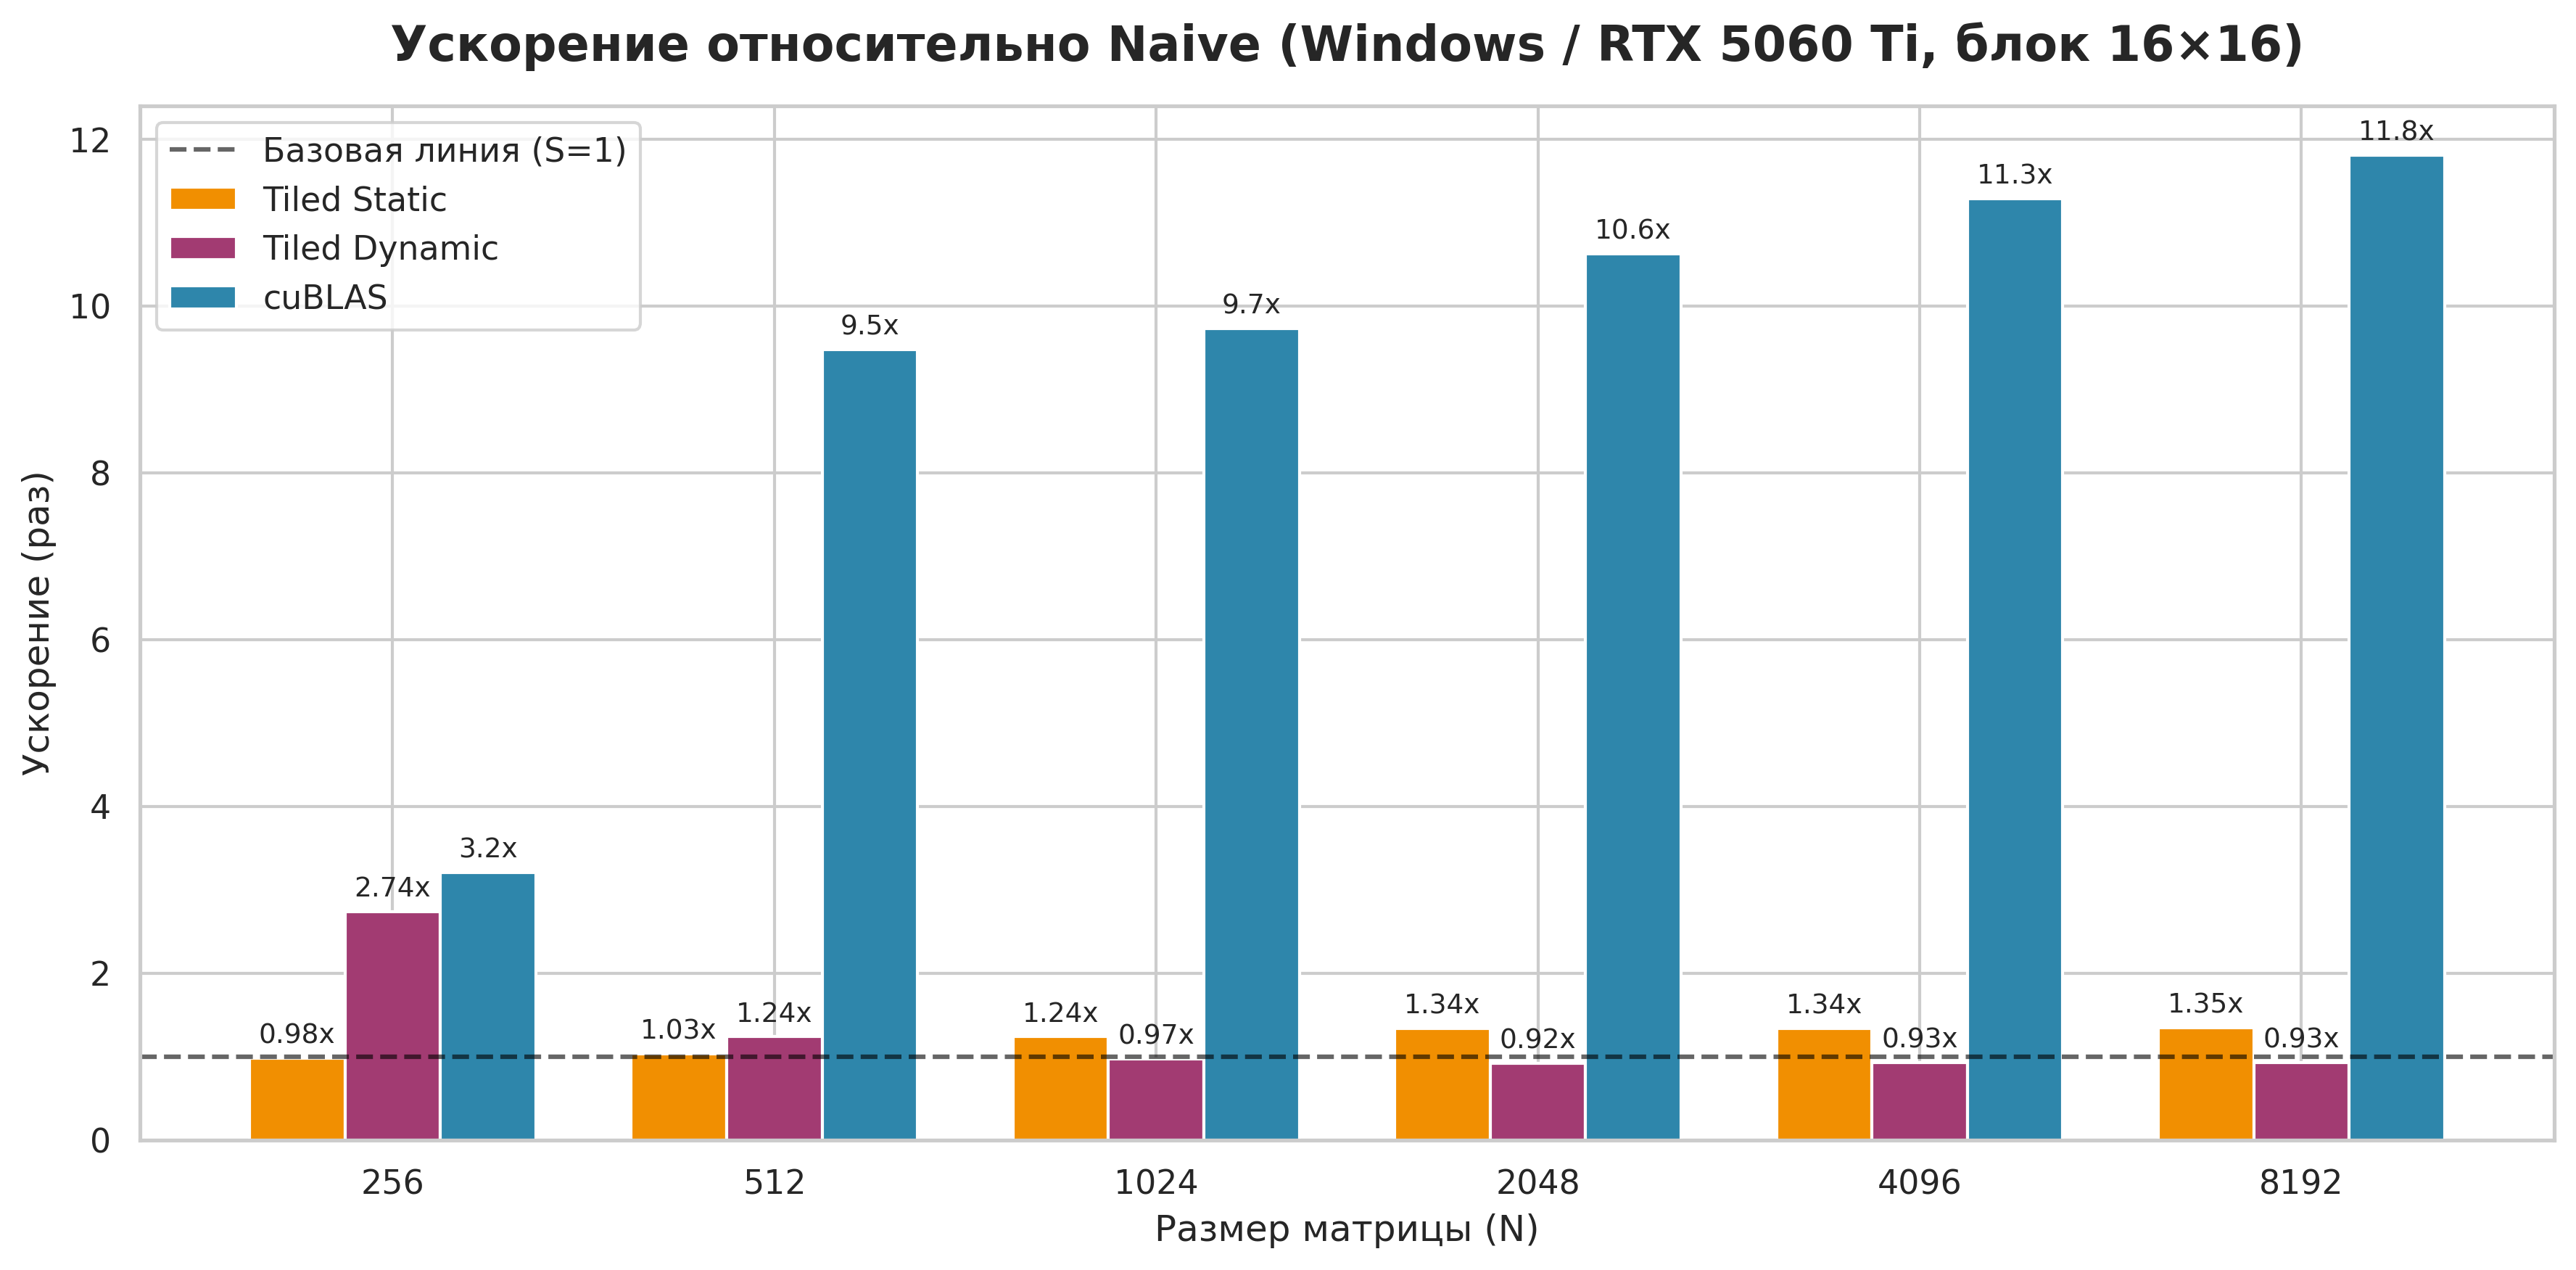 Ускорение относительно Naive (Windows / RTX 5060 Ti, блок 16×16)
Ускорение (раз)
12
10
8
6
4
2
0
Базовая линия (S=1)
Tiled Static
Tiled Dynamic
cuBLAS
0.98x
2.74x
3.2x
1.03x
1.24x
9.5x
1.24x
0.97x
9.7x
1.34x
0.92x
10.6x
1.34x
0.93x
11.3x
1.35x
0.93x
11.8x
256
512
1024
2048
4096
8192
Размер матрицы (N)